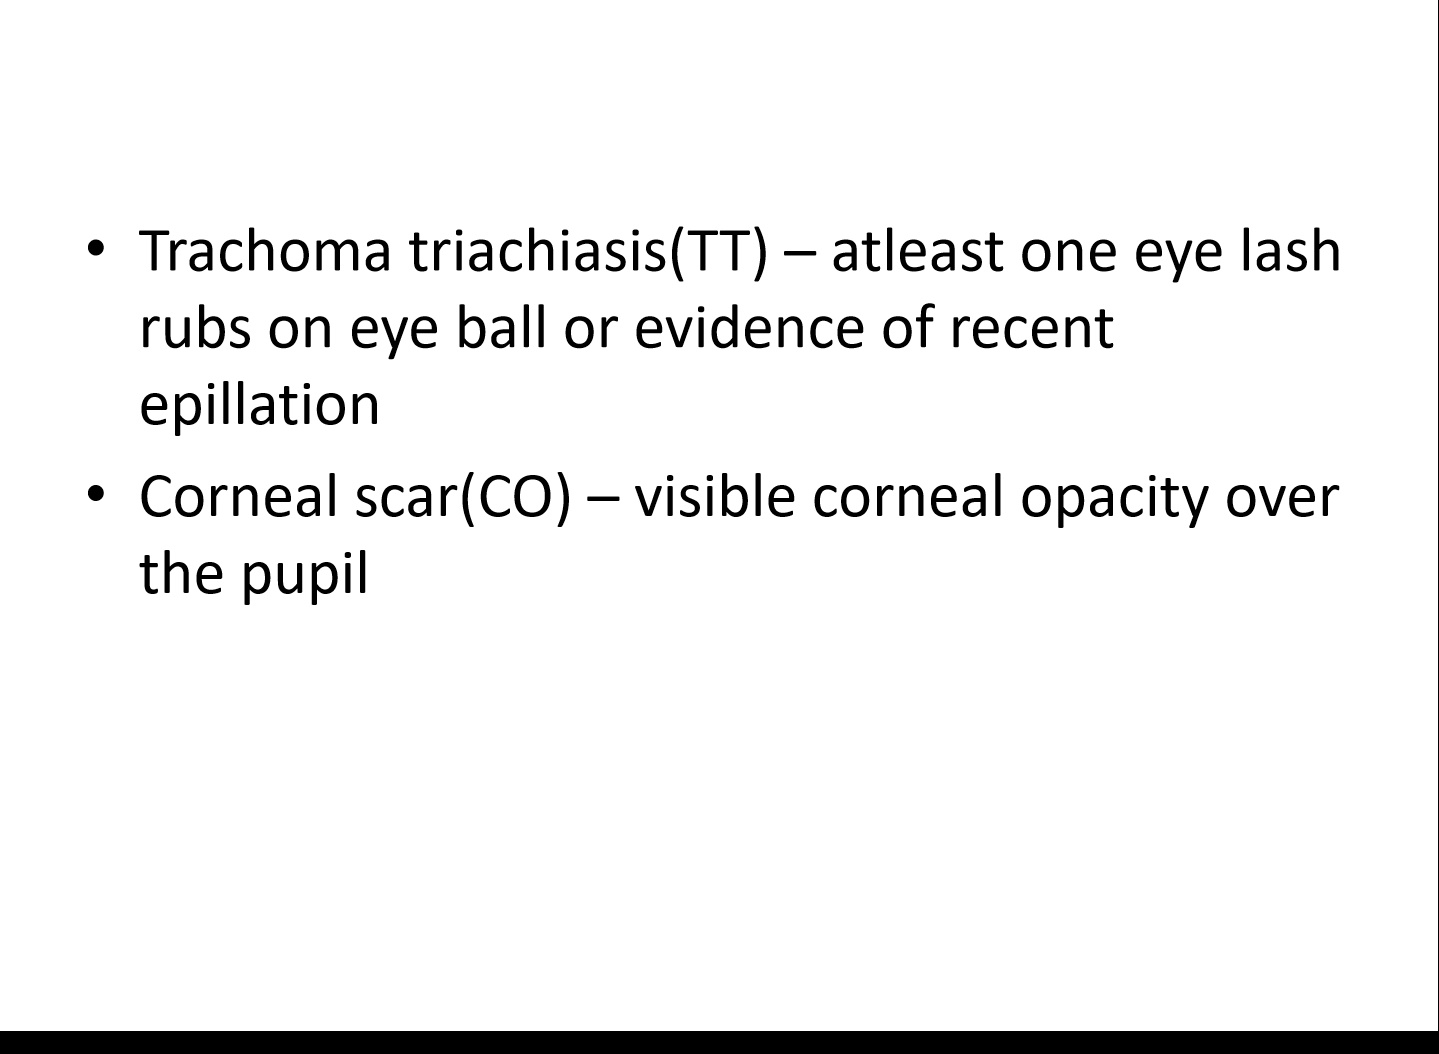 • Trachoma triachiasis(TT) – atleast one eye lash
rubs on eye ball or evidence of recent
epillation
• Corneal scar(CO) – visible corneal opacity over
the pupil